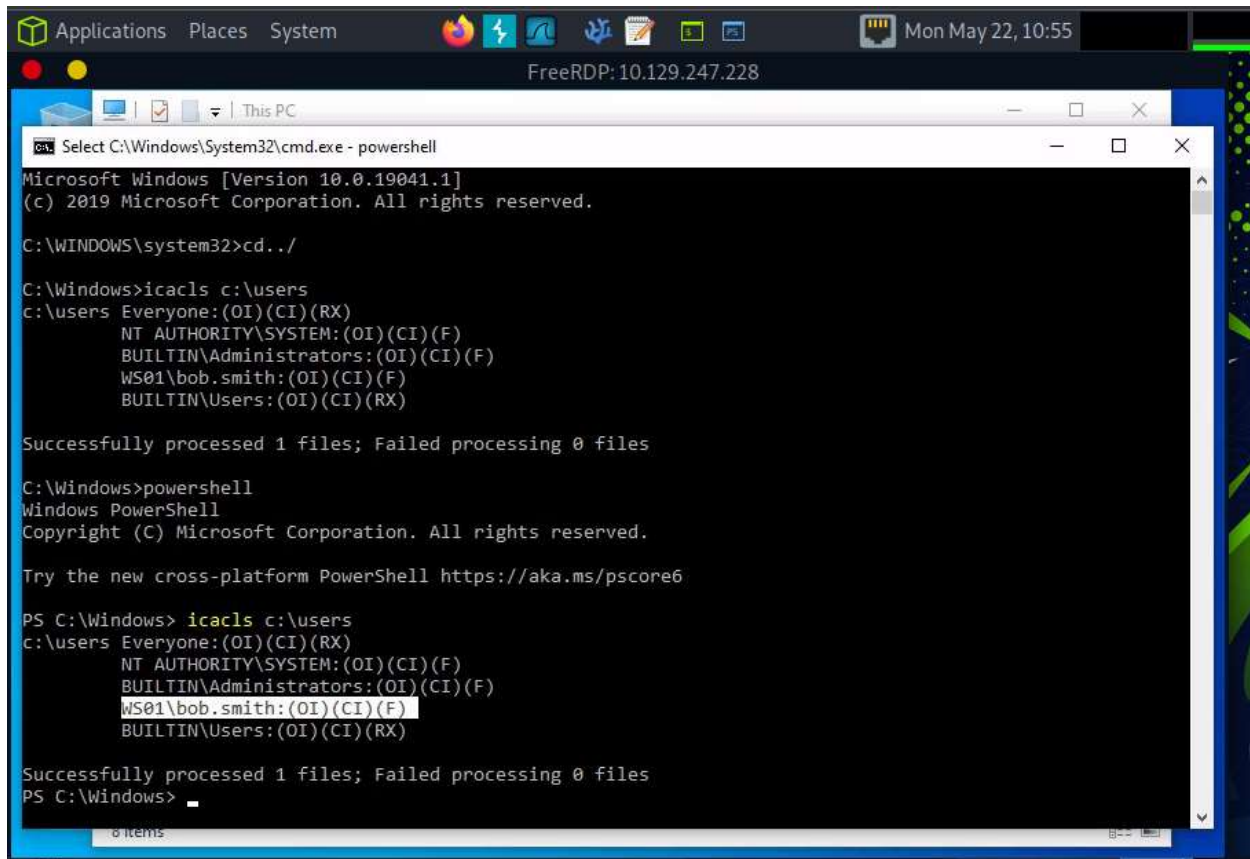 Applications Places System Mon May 22, 10:55
FreeRDP: 10.129.247.228
This PC
Select C:\Windows\System32\cmd.exe - powershell
Microsoft Windows [Version 10.0.19041.1]
(c) 2019 Microsoft Corporation. All rights reserved.
C:\WINDOWS\system32>cd../
C:\Windows>icacls c:\users
c:\users Everyone:(OI)(CI)(RX)
NT AUTHORITY\SYSTEM:(OI)(CI)(F)
BUILTIN\Administrators:(OI)(CI)(F)
WS01\bob.smith:(OI)(CI)(F)
BUILTIN\Users:(OI)(CI)(RX)
Successfully processed 1 files; Failed processing 0 files
C:\Windows>powershell
Windows PowerShell
Copyright (C) Microsoft Corporation. All rights reserved.
Try the new cross-platform PowerShell https://aka.ms/pscore6
PS C:\Windows> icacls c:\users
c:\users Everyone:(OI)(CI)(RX)
NT AUTHORITY\SYSTEM:(OI)(CI)(F)
BUILTIN\Administrators:(OI)(CI)(F)
WS01\bob.smith:(OI)(CI)(F)
BUILTIN\Users:(OI)(CI)(RX)
Successfully processed 1 files; Failed processing 0 files
PS C:\Windows>
8 items